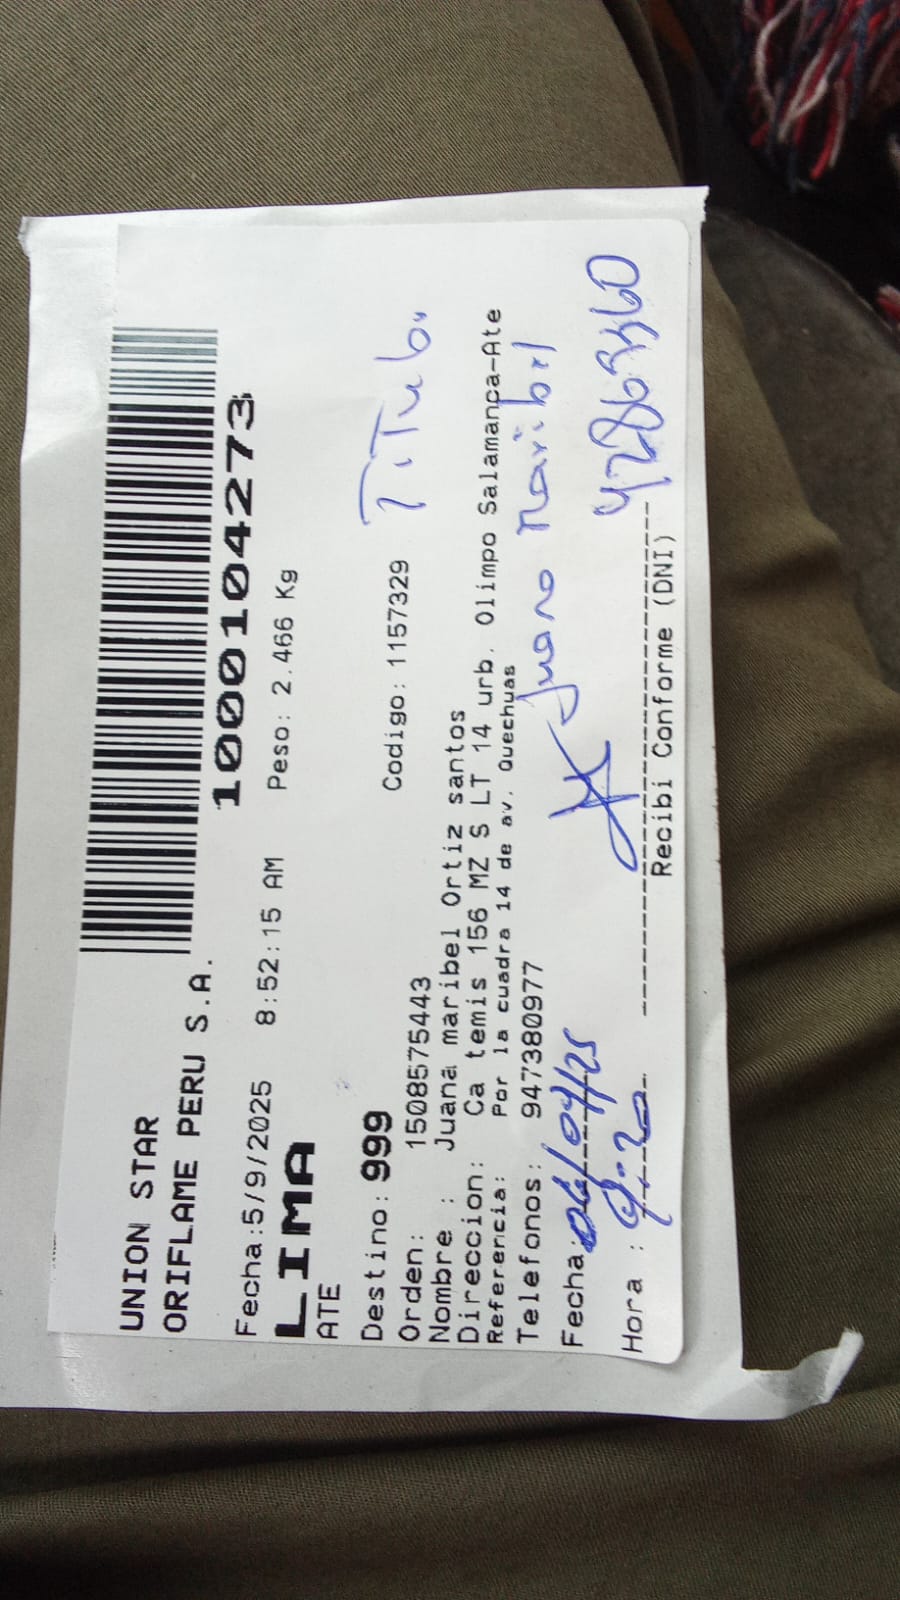 UNION STAR
ORIFLAME PERU S.A.
1000104273
Fecha:5/9/2025 8:52:15 AM Peso: 2.466 Kg
LIMA
ATE
Destino: 999
Orden: 1508575443 Codigo: 1157329
Nombre : Juana maribel Ortiz santos
Direccion: Ca temis 156 MZ S LT 14 urb. Olimpo Salamanca-Ate
Referencia: Por la cuadra 14 de av. Quechuas
Telefonos: 947380977
Juana Maribel
Fecha:
Hora : 9:20
Recibi Conforme (DNI)